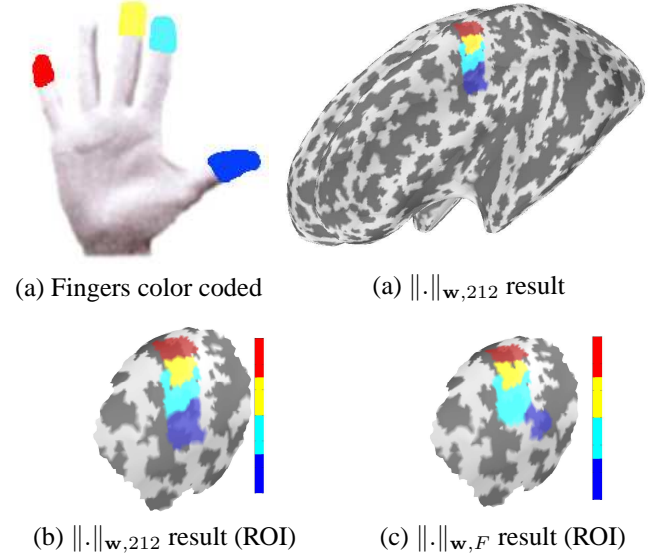 (a) Fingers color coded
(a) ‖.‖w,212 result
(b) ‖.‖w,212 result (ROI)
(c) ‖.‖w,F result (ROI)